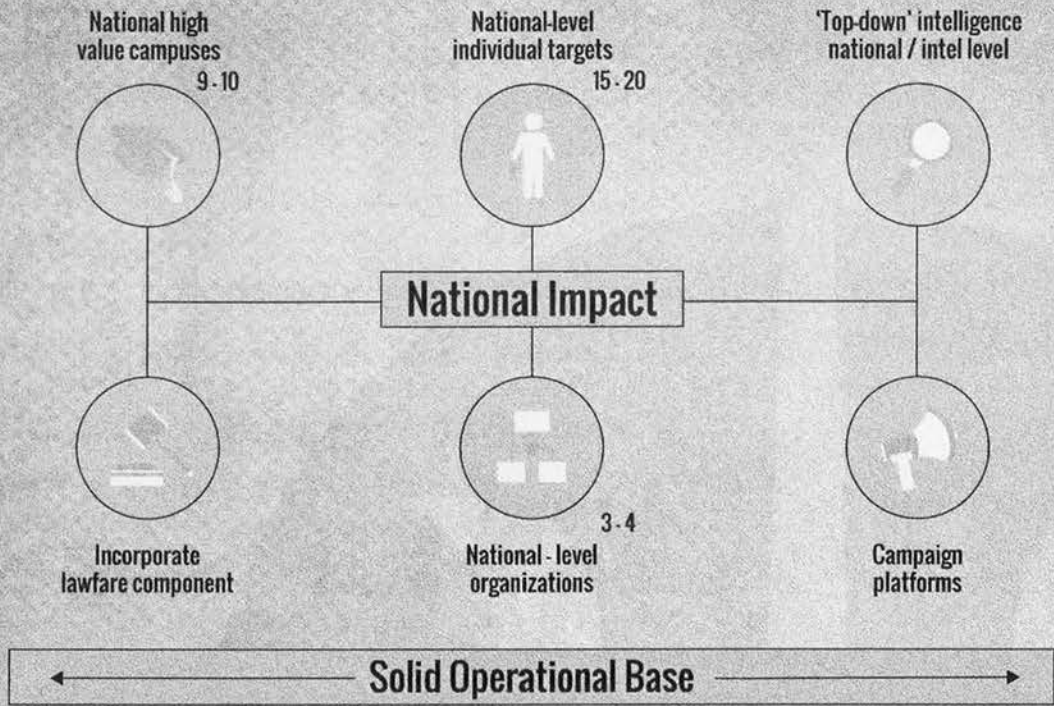 National high
value campuses
9 - 10
National-level
individual targets
15 - 20
'Top-down' intelligence
national / intel level
National Impact
Incorporate
lawfare component
3 - 4
National - level
organizations
Campaign
platforms
Solid Operational Base